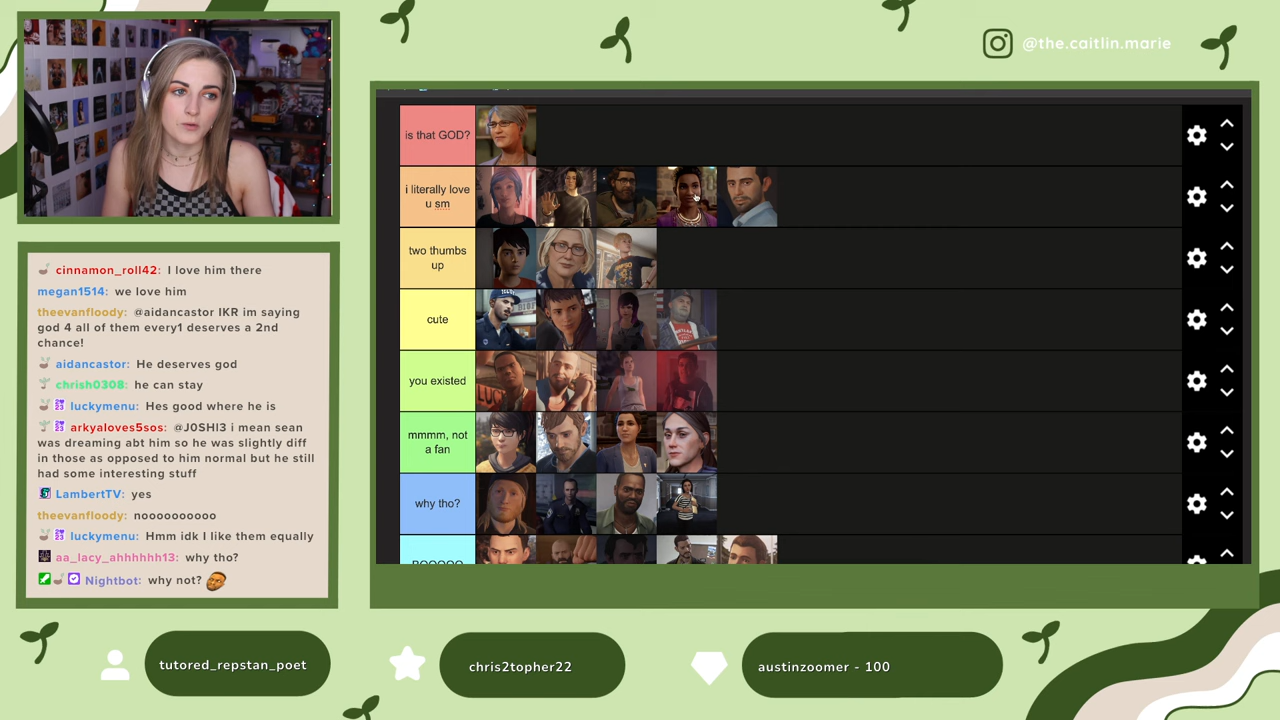 @the.caitlin.marie
cinnamon_roll42: I love him there
megan1514: we love him
theevanfloody: @aidancastor IKR im saying
god 4 all of them every1 deserves a 2nd
chance!
aidancastor: He deserves god
chrish0308: he can stay
luckymenu: Hes good where he is
arkyaloves5sos: @J0SHI3 i mean sean
was dreaming abt him so he was slightly diff
in those as opposed to him normal but he still
had some interesting stuff
LambertTV: yes
theevanfloody: noooooooooo
luckymenu: Hmm idk I like them equally
aa_lacy_ahhhhhh13: why tho?
Nightbot: why not?
is that GOD?
i literally love
u sm
two thumbs
up
cute
you existed
mmmm, not
a fan
why tho?
tutored_repstan_poet
chris2topher22
austinzoomer - 100